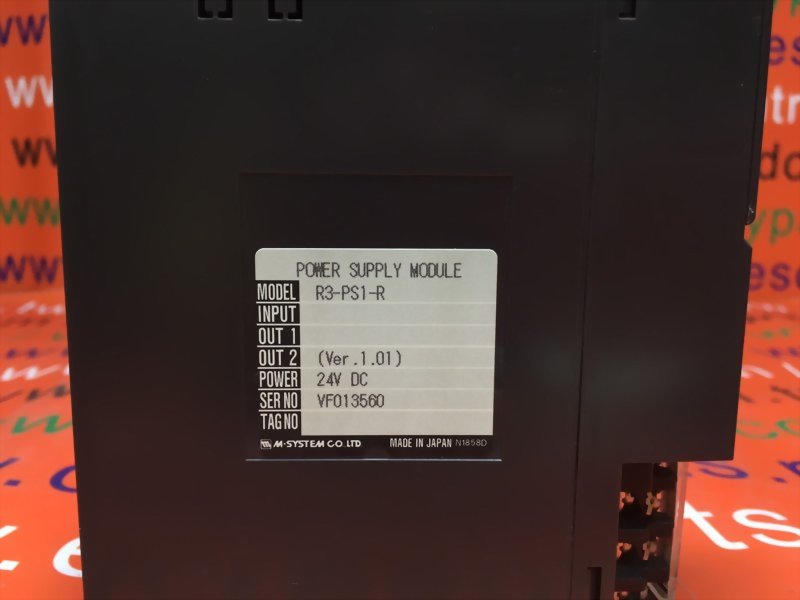 POWER SUPPLY MODULE
MODEL R3-PS1-R
INPUT
OUT 1
OUT 2 (Ver.1.01)
POWER 24V DC
SER NO VF013560
TAG NO
M-SYSTEM CO.,LTD MADE IN JAPAN N1858D